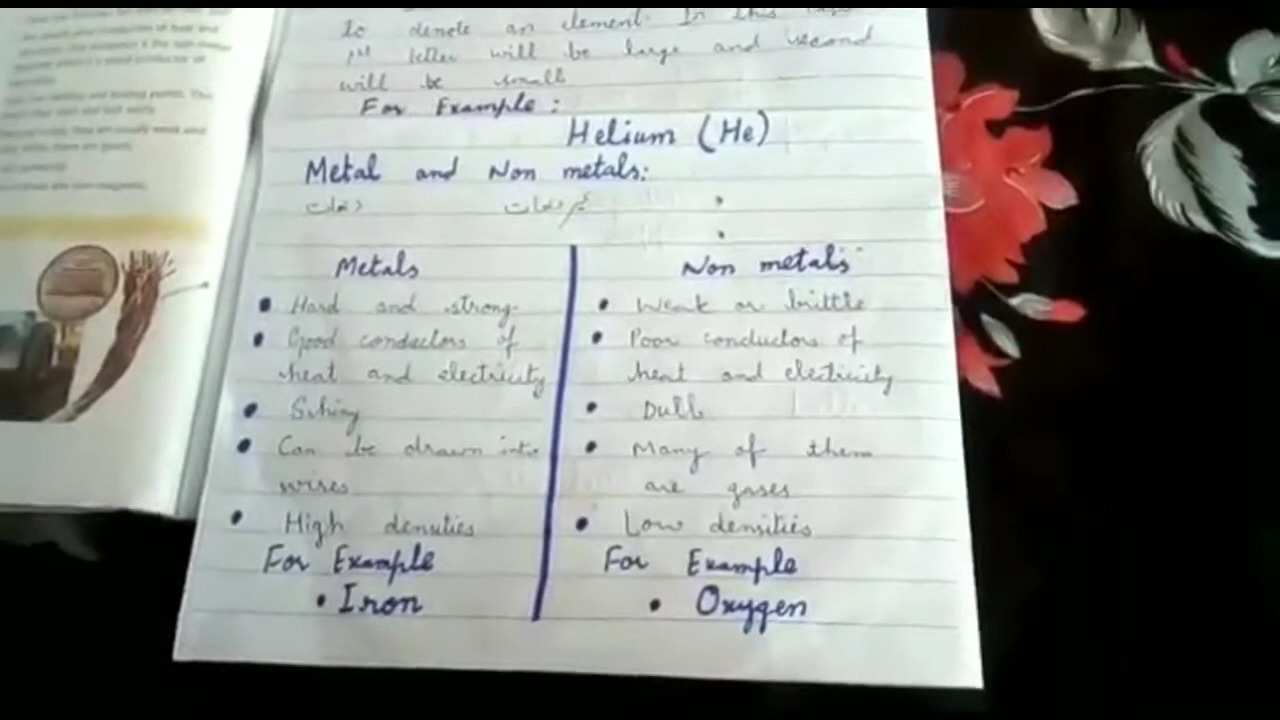 to denote an element. In this case
1st letter will be large and second
will be small
For Example:
Helium (He)
Metal and Non metals:
دھات غیر دھات
Metals
• Hard and strong
• Good conductors of
heat and electricity
• Shiny
• Can be drawn into
wires
• High densities
For Example
• Iron
Non metals
• Weak or brittle
• Poor conductors of
heat and electricity
• Dull
• Many of them
are gases
• Low densities
For Example
• Oxygen